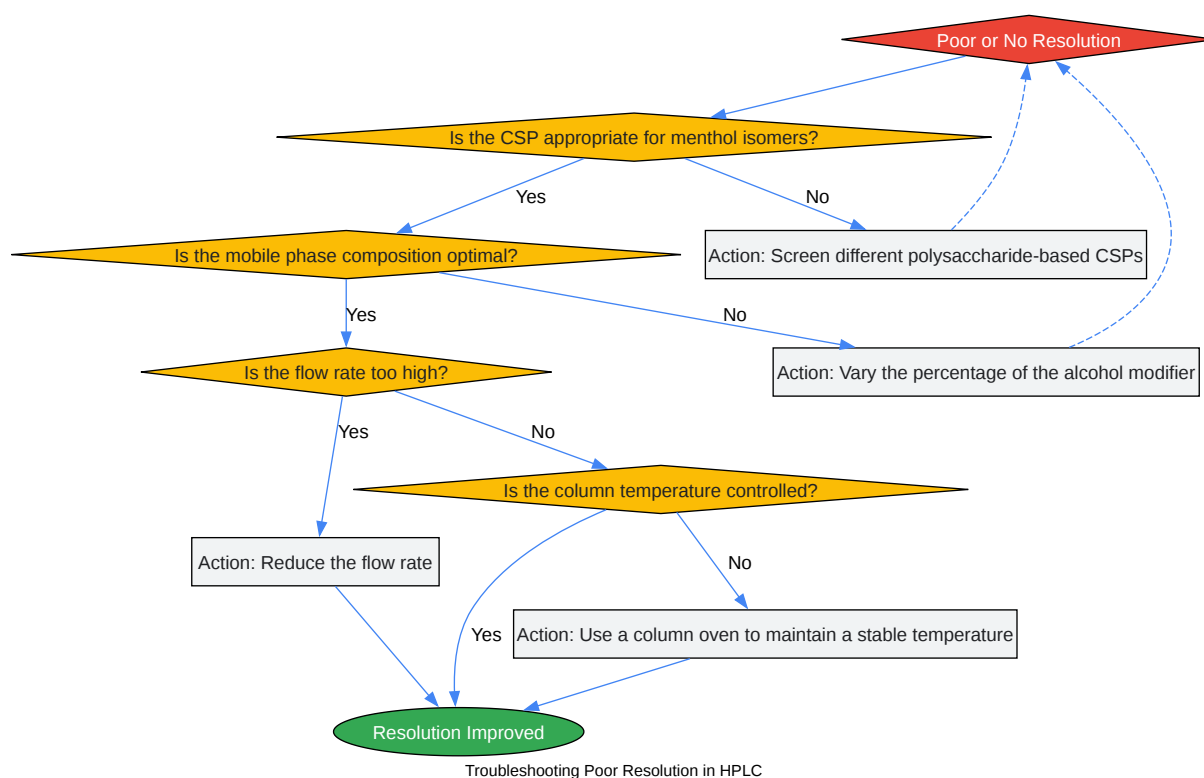 Poor or No Resolution
Is the CSP appropriate for menthol isomers?
Yes
No
Is the mobile phase composition optimal?
Action: Screen different polysaccharide-based CSPs
Yes
No
Is the flow rate too high?
Action: Vary the percentage of the alcohol modifier
Yes
No
Is the column temperature controlled?
Action: Reduce the flow rate
No
Yes
Action: Use a column oven to maintain a stable temperature
Resolution Improved
Troubleshooting Poor Resolution in HPLC